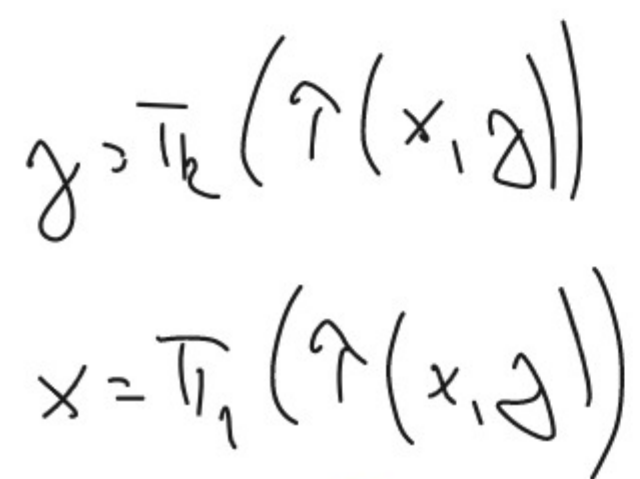 y = π₂(π(x, y))
x = π₁(π(x, y))